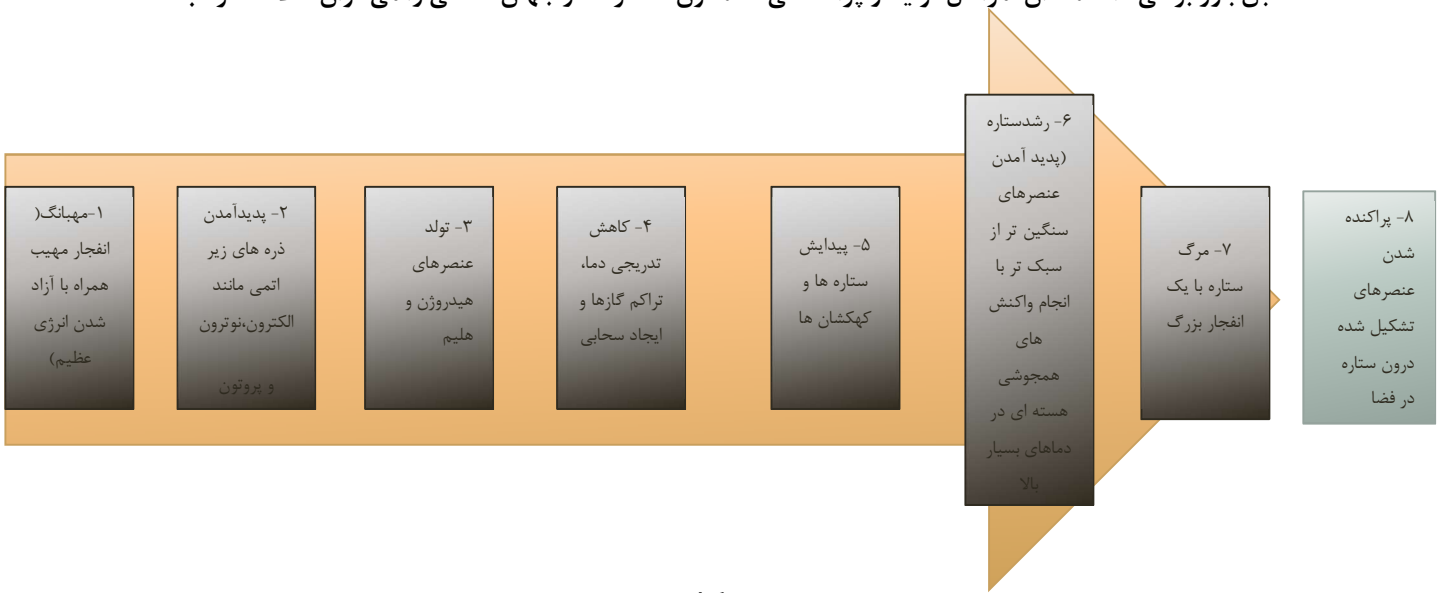 ۱-مهبانگ(
انفجار مهیب
همراه با آزاد
شدن انرژی
عظیم)
۲- پدیدآمدن
ذره های زیر
اتمی مانند
الکترون،نوترون
و پروتون
۳- تولد
عنصرهای
هیدروژن و
هلیم
۴- کاهش
تدریجی دما،
تراکم گازها و
ایجاد سحابی
۵- پیدایش
ستاره ها و
کهکشان ها
۶- رشدستاره
(پدید آمدن
عنصرهای
سنگین تر از
سبک تر با
انجام واکنش
های
همجوشی
هسته ای در
دماهای بسیار
بالا
۷- مرگ
ستاره با یک
انفجار بزرگ
۸- پراکنده
شدن
عنصرهای
تشکیل شده
درون ستاره
در فضا